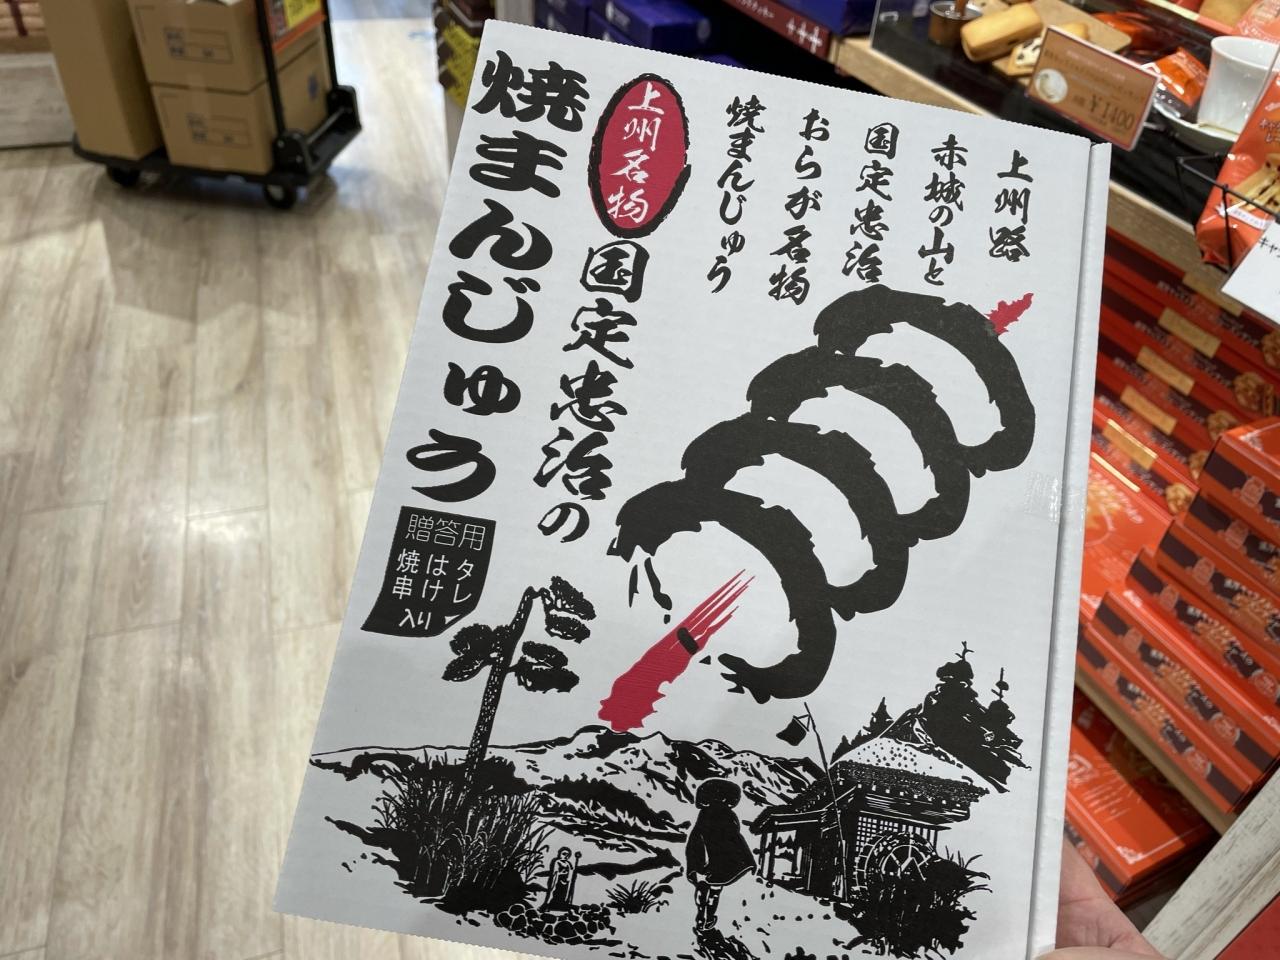 上州路
赤城の山と
国定忠治
おらが名物
焼まんじゅう
上州名物
国定忠治の
焼まんじゅう
贈答用
タレ
はけ
焼串
入り
¥1400